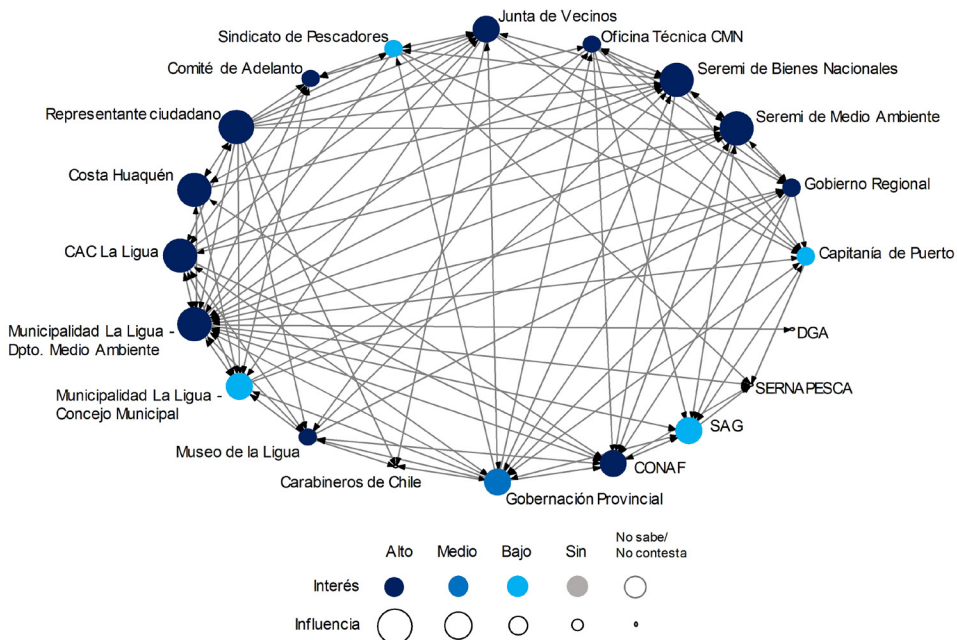 Junta de Vecinos
Sindicato de Pescadores
Oficina Técnica CMN
Comité de Adelanto
Seremi de Bienes Nacionales
Representante ciudadano
Seremi de Medio Ambiente
Costa Huaquén
Gobierno Regional
CAC La Ligua
Capitanía de Puerto
Municipalidad La Ligua -
Dpto. Medio Ambiente
DGA
Municipalidad La Ligua -
Concejo Municipal
SERNAPESCA
SAG
Museo de la Ligua
CONAF
Carabineros de Chile
Gobernación Provincial
Alto Medio Bajo Sin No sabe/
No contesta
Interés
Influencia